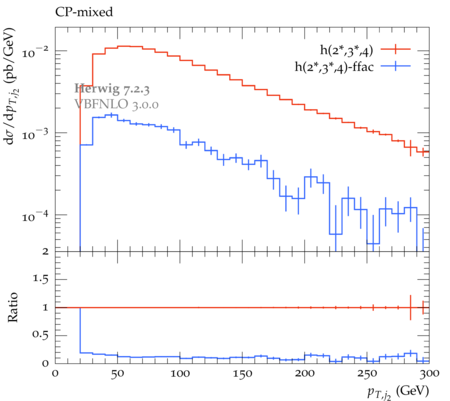 CP-mixed
h(2*,3*,4)
h(2*,3*,4)-ffac
Herwig 7.2.3
VBFNLO 3.0.0
dσ/dp_{T,j_2} (pb/GeV)
10^{-2}
10^{-3}
10^{-4}
2
1.5
1
0.5
0
Ratio
0 50 100 150 200 250 300
p_{T,j_2} (GeV)